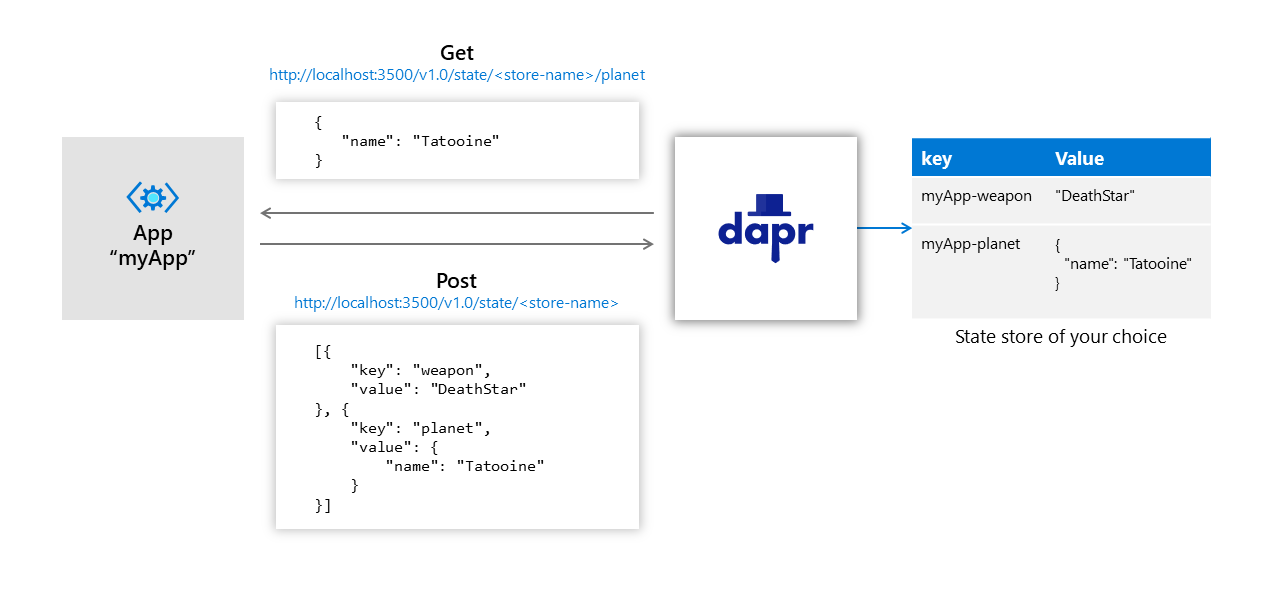 Get
http://localhost:3500/v1.0/state/<store-name>/planet
{
"name": "Tatooine"
}
App
“myApp”
dapr
Post
http://localhost:3500/v1.0/state/<store-name>
[{
"key": "weapon",
"value": "DeathStar"
}, {
"key": "planet",
"value": {
"name": "Tatooine"
}
}]
key Value
myApp-weapon "DeathStar"
myApp-planet {
"name": "Tatooine"
}
State store of your choice